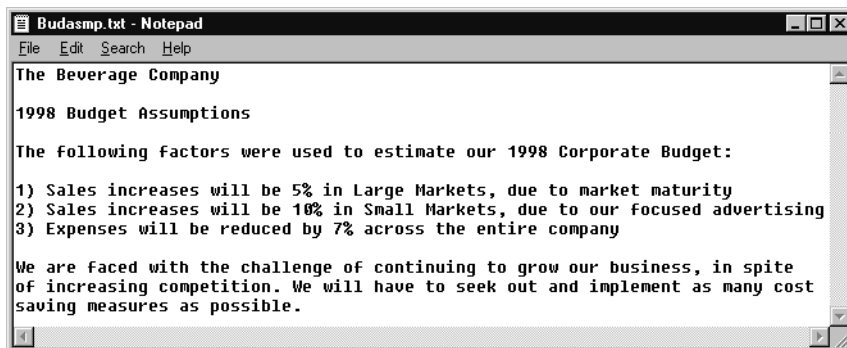 Budasmp.txt - Notepad
File Edit Search Help
The Beverage Company
1998 Budget Assumptions
The following factors were used to estimate our 1998 Corporate Budget:
1) Sales increases will be 5% in Large Markets, due to market maturity
2) Sales increases will be 10% in Small Markets, due to our focused advertising
3) Expenses will be reduced by 7% across the entire company
We are faced with the challenge of continuing to grow our business, in spite
of increasing competition. We will have to seek out and implement as many cost
saving measures as possible.